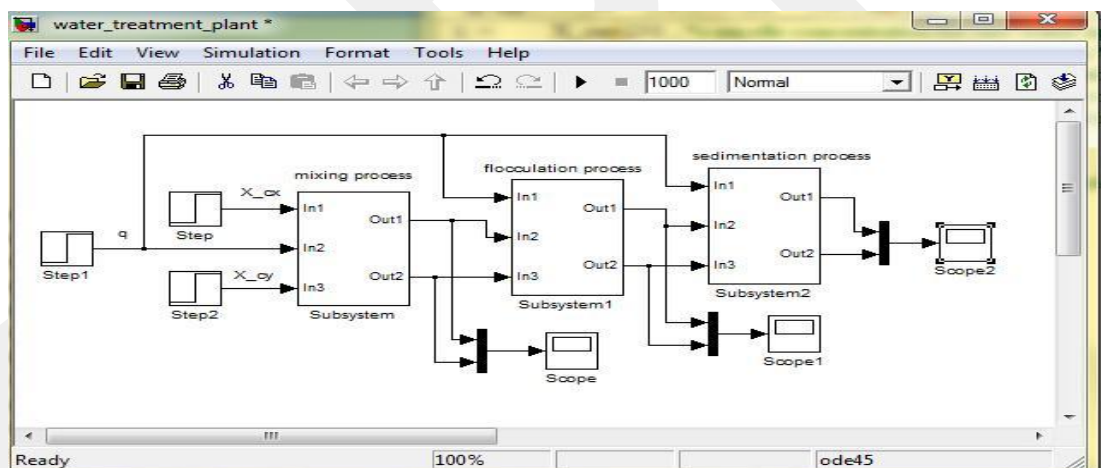 water_treatment_plant *
File Edit View Simulation Format Tools Help
1000 Normal
sedimentation process
flocculation process
mixing process
X_cx
In1
Out1
Step
q
In2
Step1
X_cy
In3
Out2
Step2
Subsystem
In1
Out1
In2
Out2
In3
Subsystem1
In1
Out1
In2
Out2
In3
Subsystem2
Scope2
Scope
Scope1
Ready 100% ode45